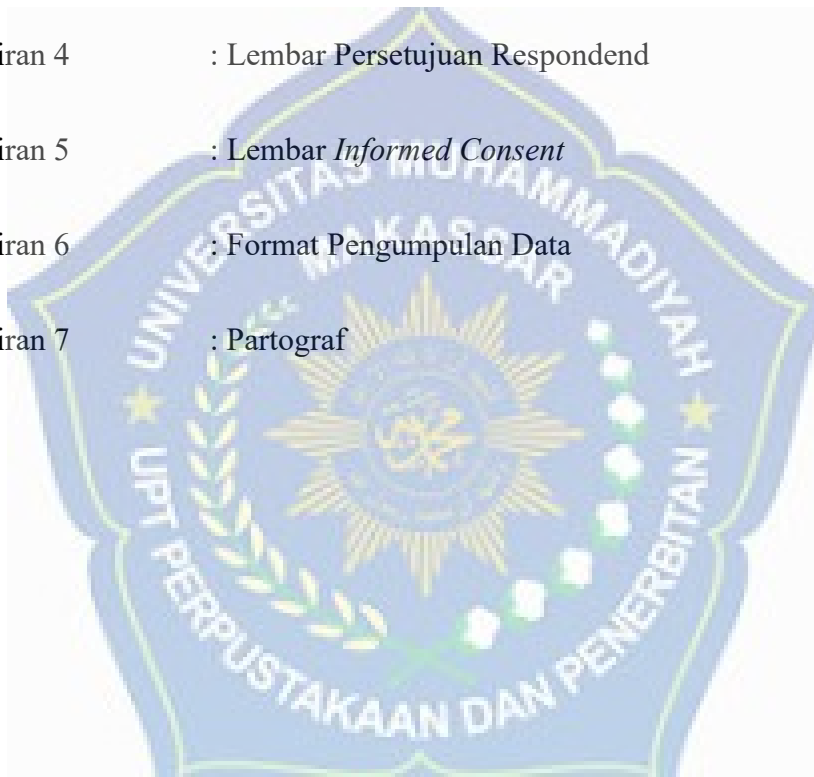 iran 4 : Lembar Persetujuan Respondend
iran 5 : Lembar Informed Consent
iran 6 : Format Pengumpulan Data
iran 7 : Partograf
UNIVERSITAS MUHAMMADIYAH
MAKASSAR
UPT PERPUSTAKAAN DAN PENERBITAN